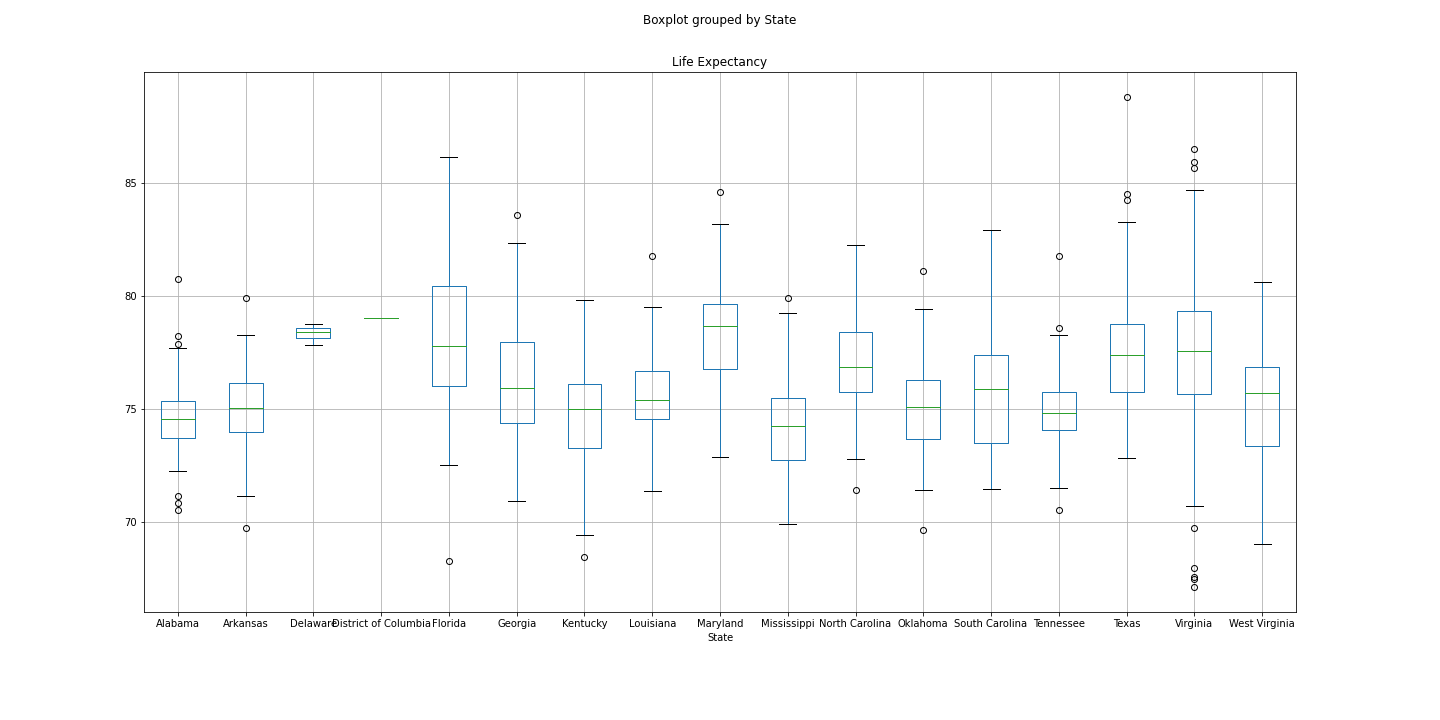 Boxplot grouped by State
Life Expectancy
85
80
75
70
Alabama Arkansas Delaware District of Columbia Florida Georgia Kentucky Louisiana Maryland Mississippi North Carolina Oklahoma South Carolina Tennessee Texas Virginia West Virginia
State